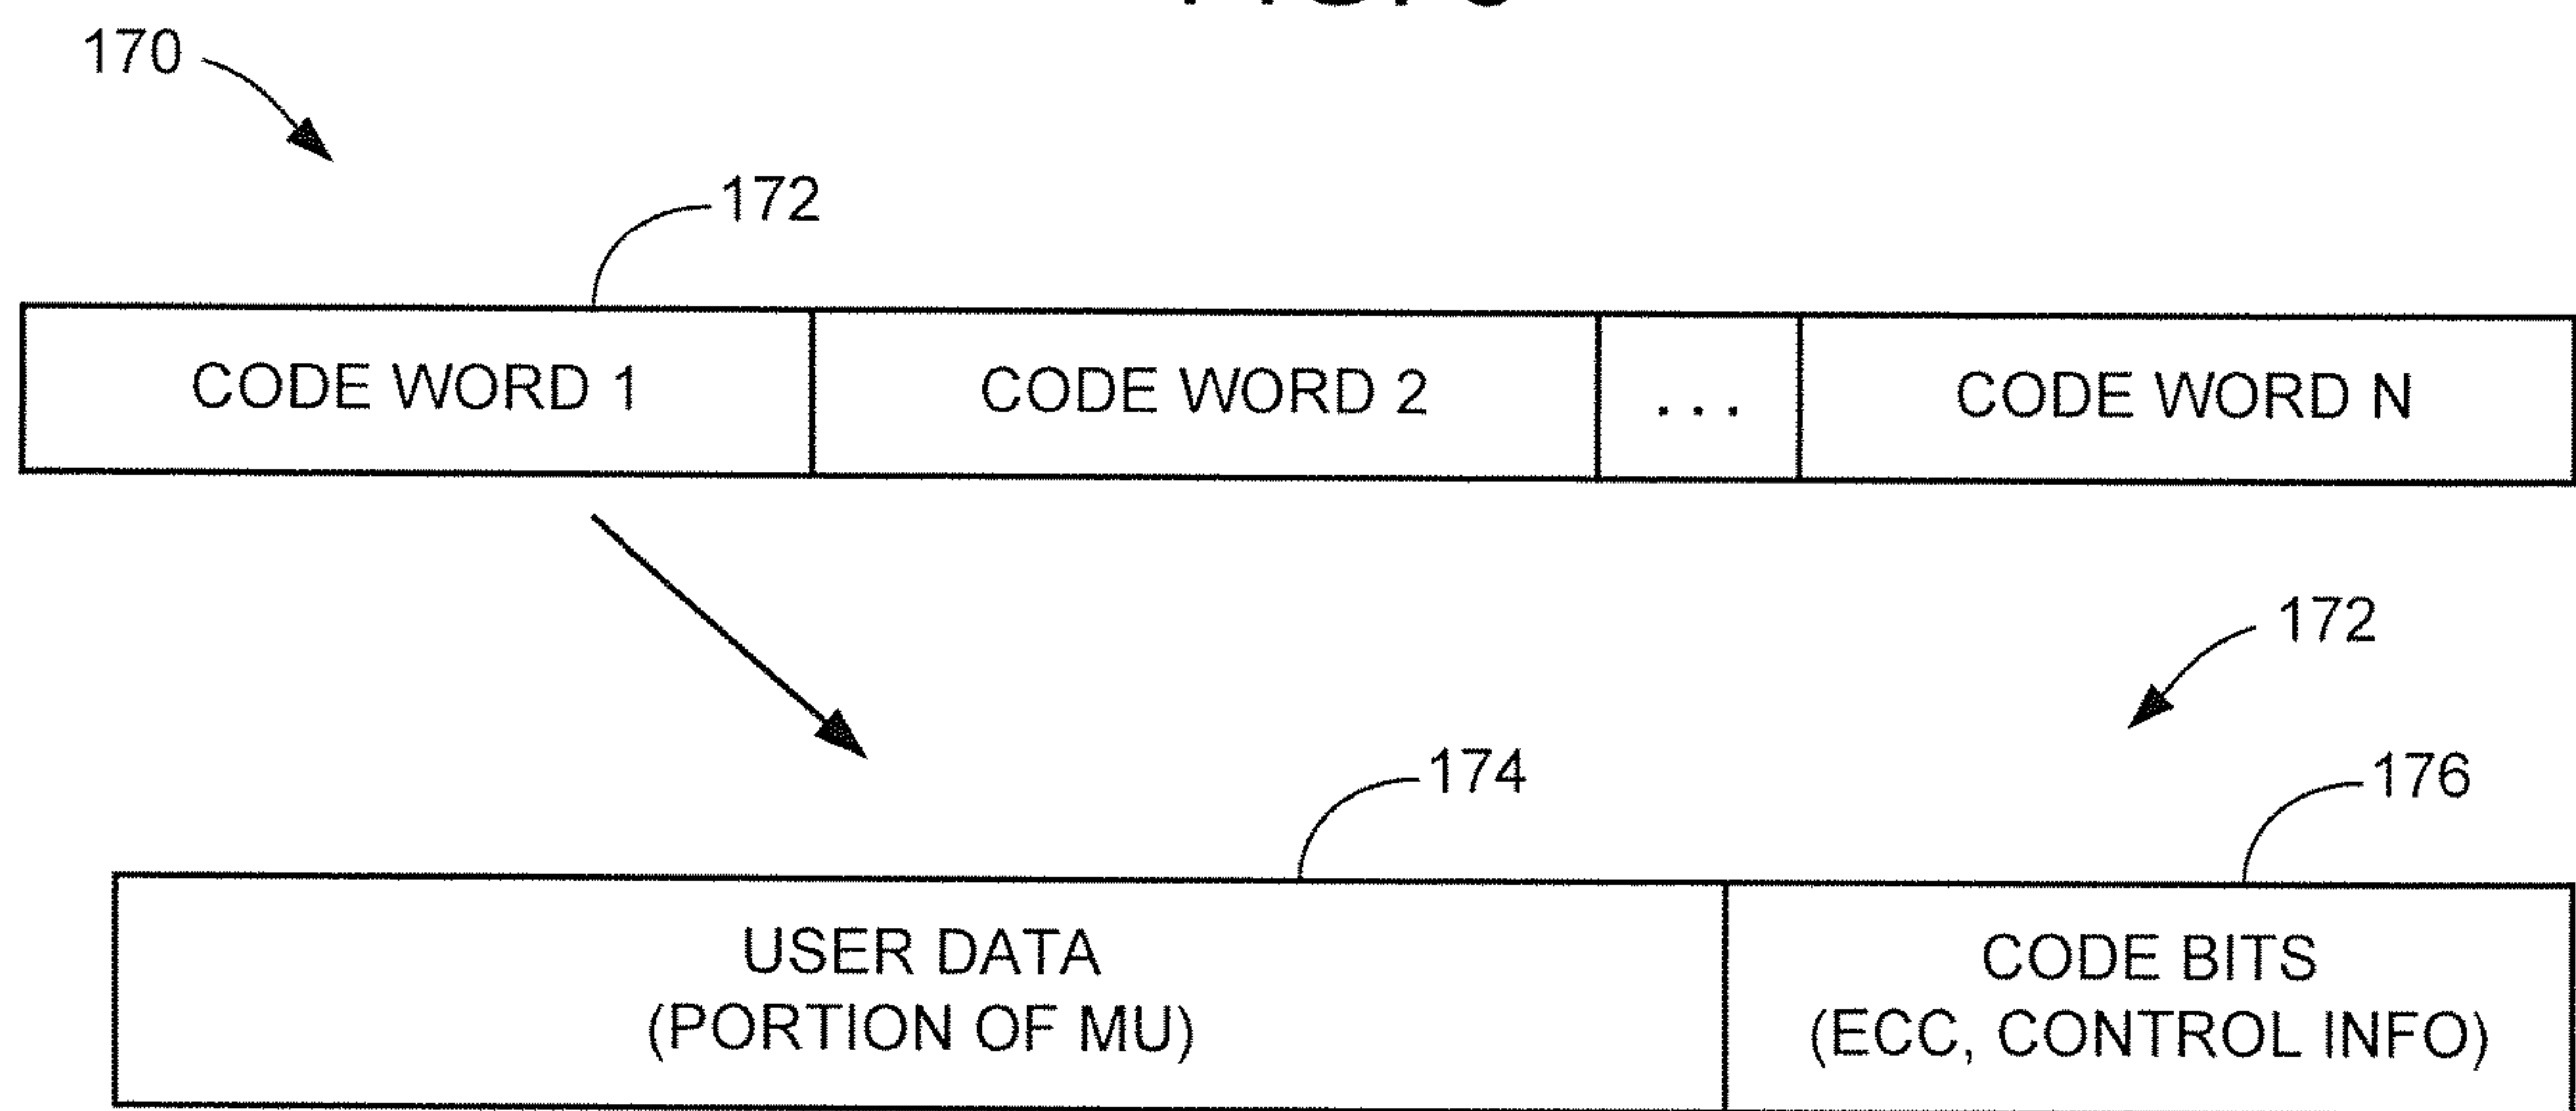 170
172
CODE WORD 1 CODE WORD 2 ... CODE WORD N
172
174
176
USER DATA CODE BITS
(PORTION OF MU) (ECC, CONTROL INFO)